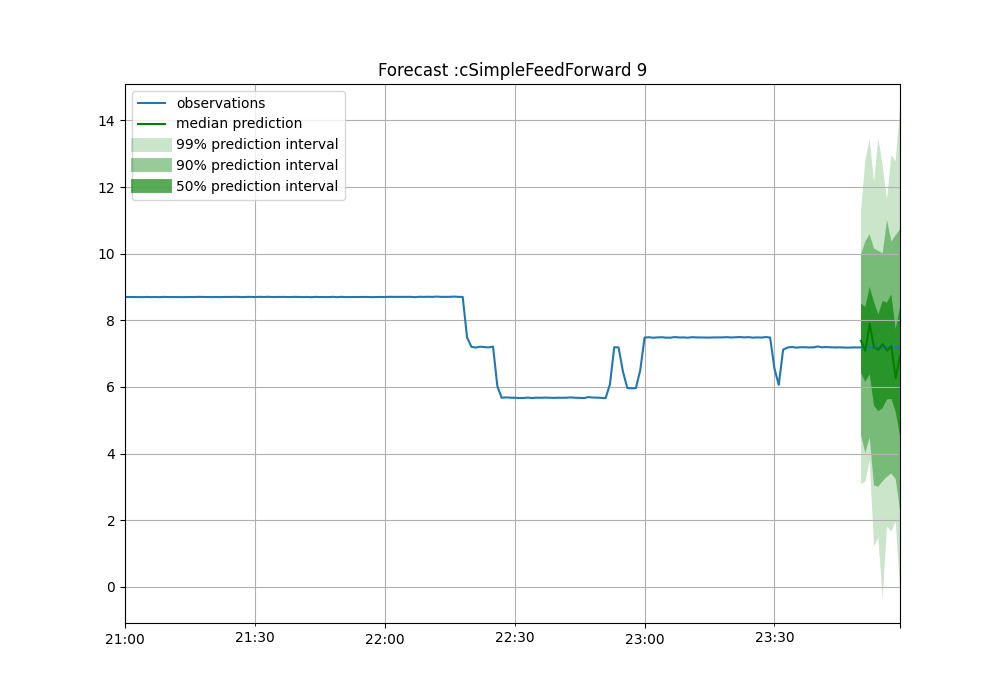 Forecast :cSimpleFeedForward 9
observations
median prediction
99% prediction interval
90% prediction interval
50% prediction interval
14
12
10
8
6
4
2
0
21:00
21:30
22:00
22:30
23:00
23:30